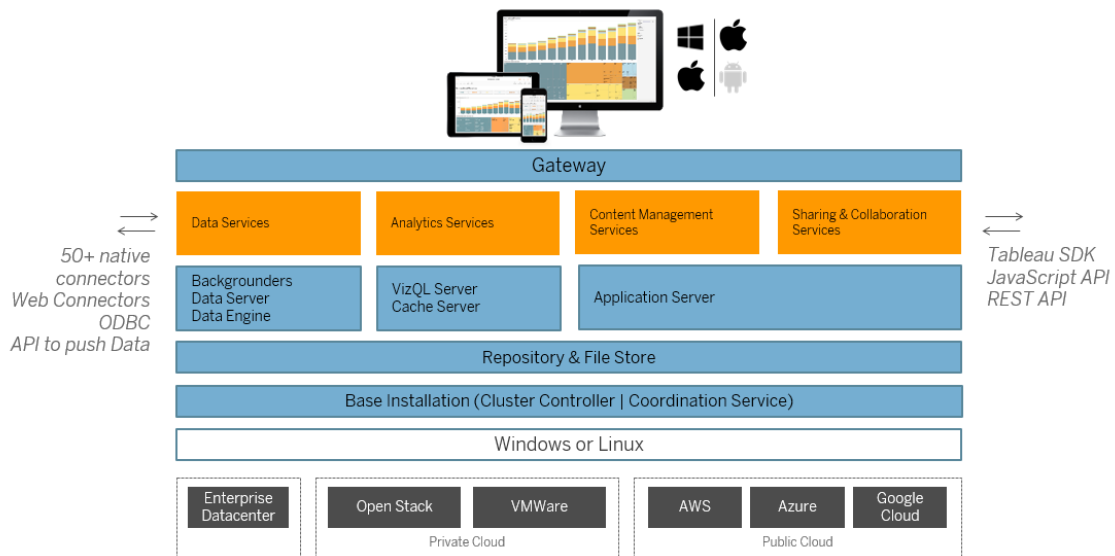 Gateway
Data Services
Analytics Services
Content Management
Services
Sharing & Collaboration
Services
50+ native
connectors
Web Connectors
ODBC
API to push Data
Backgrounders
Data Server
Data Engine
VizQL Server
Cache Server
Application Server
Tableau SDK
JavaScript API
REST API
Repository & File Store
Base Installation (Cluster Controller | Coordination Service)
Windows or Linux
Enterprise
Datacenter
Open Stack
VMWare
Private Cloud
AWS
Azure
Google
Cloud
Public Cloud